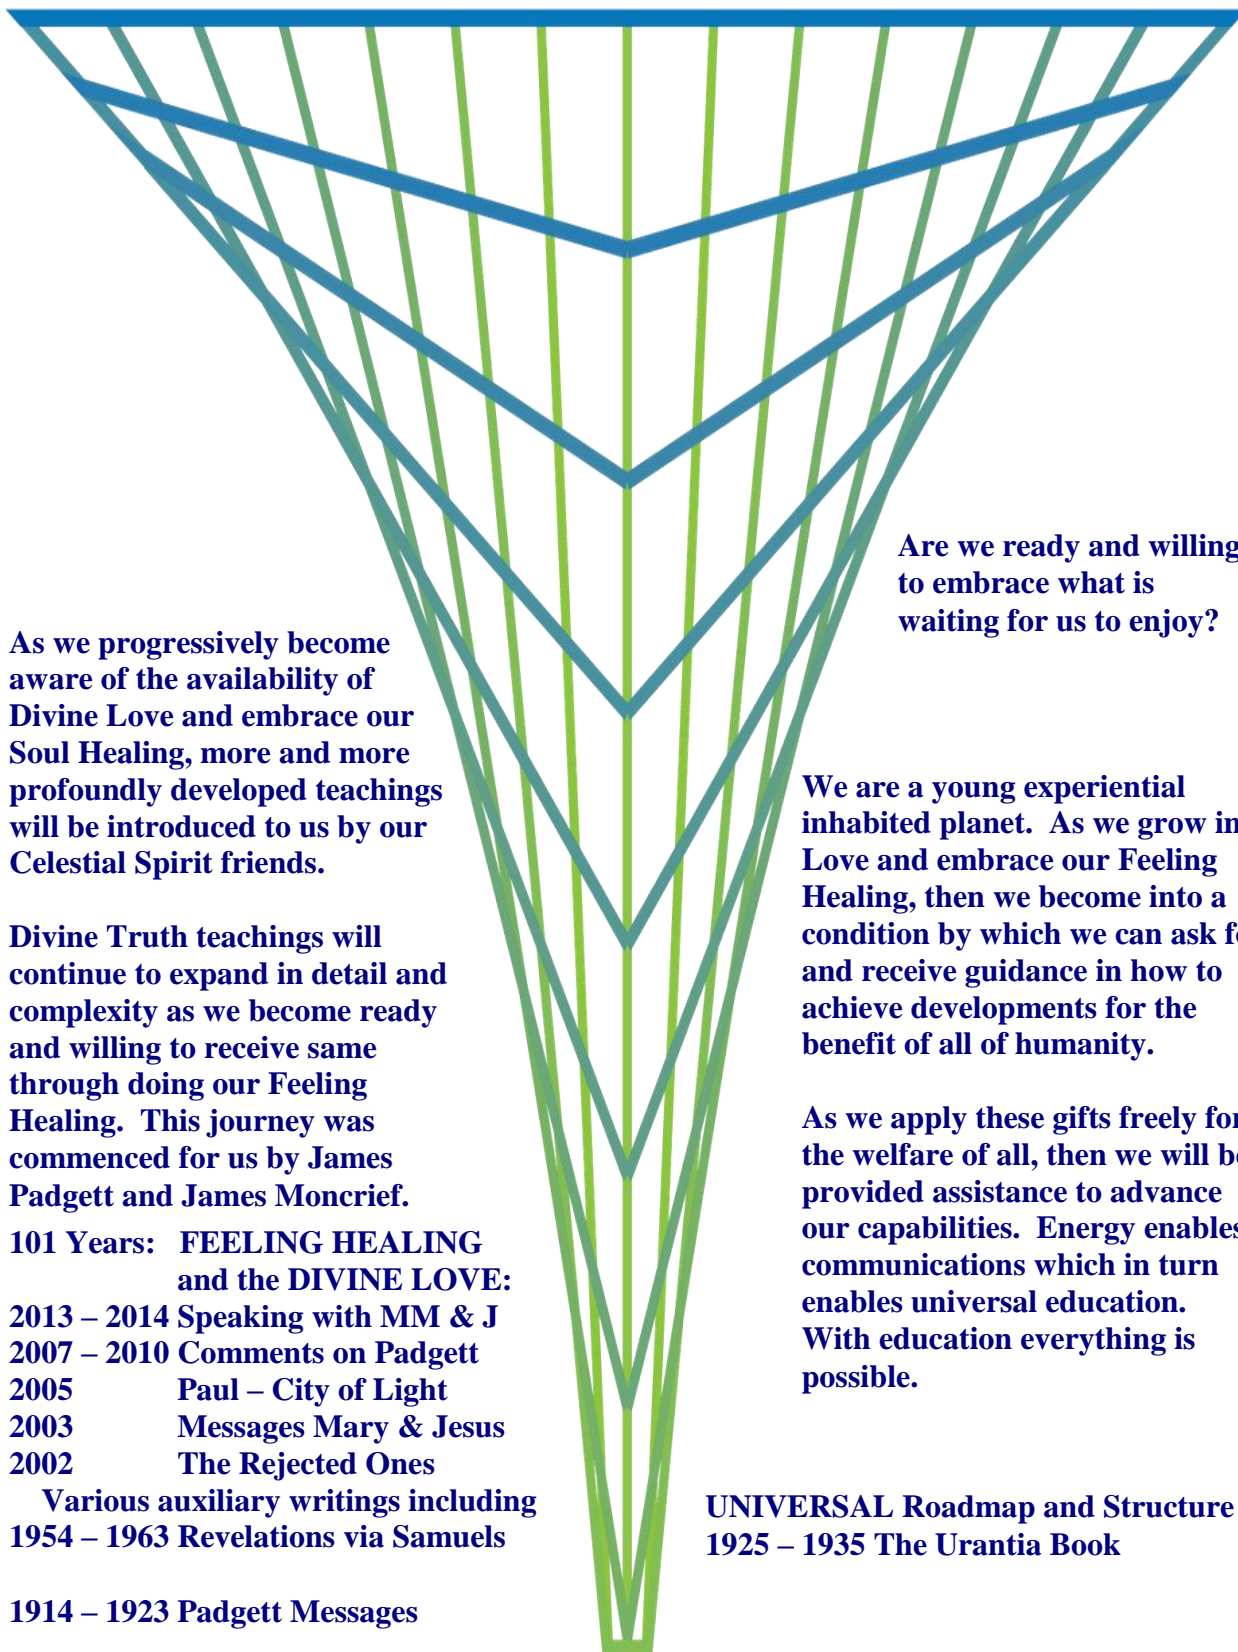 Are we ready and willing
to embrace what is
waiting for us to enjoy?
As we progressively become
aware of the availability of
Divine Love and embrace our
Soul Healing, more and more
profoundly developed teachings
will be introduced to us by our
Celestial Spirit friends.
Divine Truth teachings will
continue to expand in detail and
complexity as we become ready
and willing to receive same
through doing our Feeling
Healing.  This journey was
commenced for us by James
Padgett and James Moncrief.
101 Years:   FEELING HEALING
and the DIVINE LOVE:
2013 – 2014 Speaking with MM & J
2007 – 2010 Comments on Padgett
2005 Paul – City of Light
2003 Messages Mary & Jesus
2002 The Rejected Ones
Various auxiliary writings including
1954 – 1963 Revelations via Samuels
1914 – 1923 Padgett Messages
We are a young experiential
inhabited planet.  As we grow in
Love and embrace our Feeling
Healing, then we become into a
condition by which we can ask
and receive guidance in how to
achieve developments for the
benefit of all of humanity.
As we apply these gifts freely for
the welfare of all, then we will be
provided assistance to advance
our capabilities.  Energy enables
communications which in turn
enables universal education.
With education everything is
possible.
UNIVERSAL Roadmap and Structure
1925 – 1935 The Urantia Book